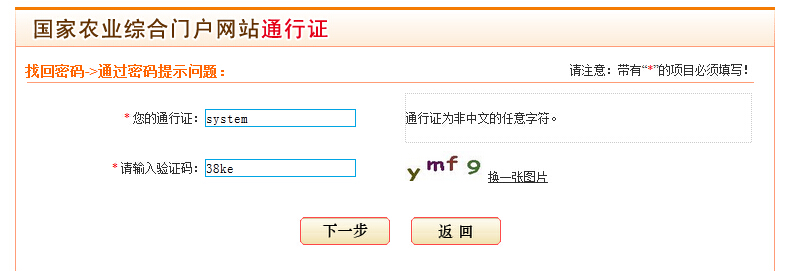 国家农业综合门户网站通行证
找回密码->通过密码提示问题：
请注意：带有“*”的项目必须填写！
*您的通行证：system
通行证为非中文的任意字符。
*请输入验证码：38ke
ymf9 换一张图片
下一步 返 回